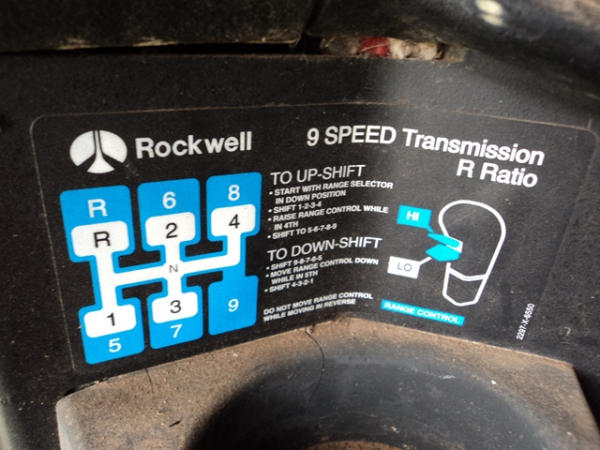 Rockwell
9 SPEED Transmission
R Ratio
R 6 8
R 2 4
N
1 3 9
5 7
TO UP-SHIFT
• START WITH RANGE SELECTOR
IN DOWN POSITION
• SHIFT 1-2-3-4
• RAISE RANGE CONTROL WHILE
IN 4TH
• SHIFT TO 5-6-7-8-9
TO DOWN-SHIFT
• SHIFT 9-8-7-6-5
• MOVE RANGE CONTROL DOWN
WHILE IN 5TH
• SHIFT 4-3-2-1
DO NOT MOVE RANGE CONTROL
WHILE MOVING IN REVERSE
HI
LO
RANGE CONTROL
2297-X-6550